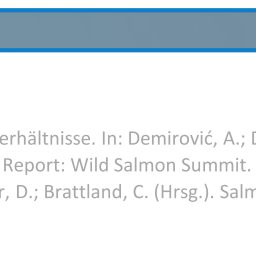 erhältnisse. In: Demirović, A.; D
Report: Wild Salmon Summit.
r, D.; Brattland, C. (Hrsg.). Salm